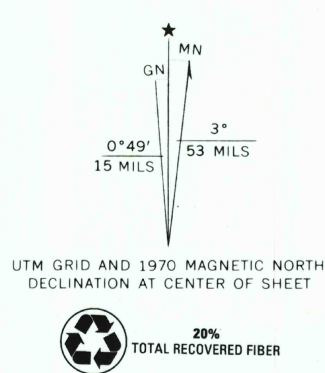 ★
MN
GN
3°
0°49′
53 MILS
15 MILS
UTM GRID AND 1970 MAGNETIC NORTH
DECLINATION AT CENTER OF SHEET
20%
TOTAL RECOVERED FIBER